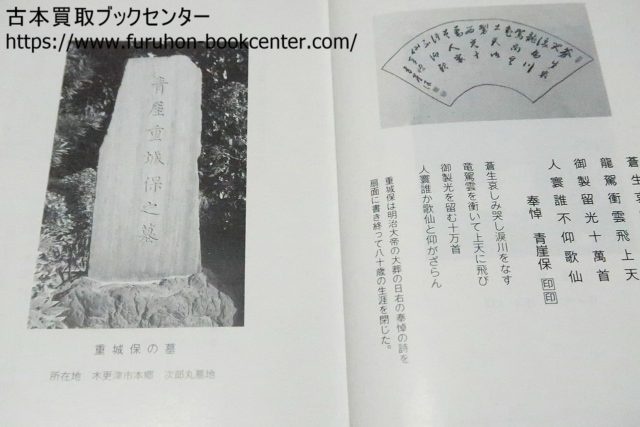 古本買取ブックセンター
https://www.furuhon-bookcenter.com/
蒼生哀
龍駕衝雲飛上天
御製留光十萬首
人寰誰不仰歌仙
奉悼 青崖保 印 印
蒼生哀しみ哭し涙川をなす
竜駕雲を衝いて上天に飛び
御製光を留む十万首
人寰誰か歌仙と仰がざらん
重城保は明治大帝の大葬の日右の奉悼の詩を
扇面に書き終って八十歳の生涯を閉じた。
青崖重城保之墓
重城保の墓
所在地 木更津市本郷 次郎丸墓地